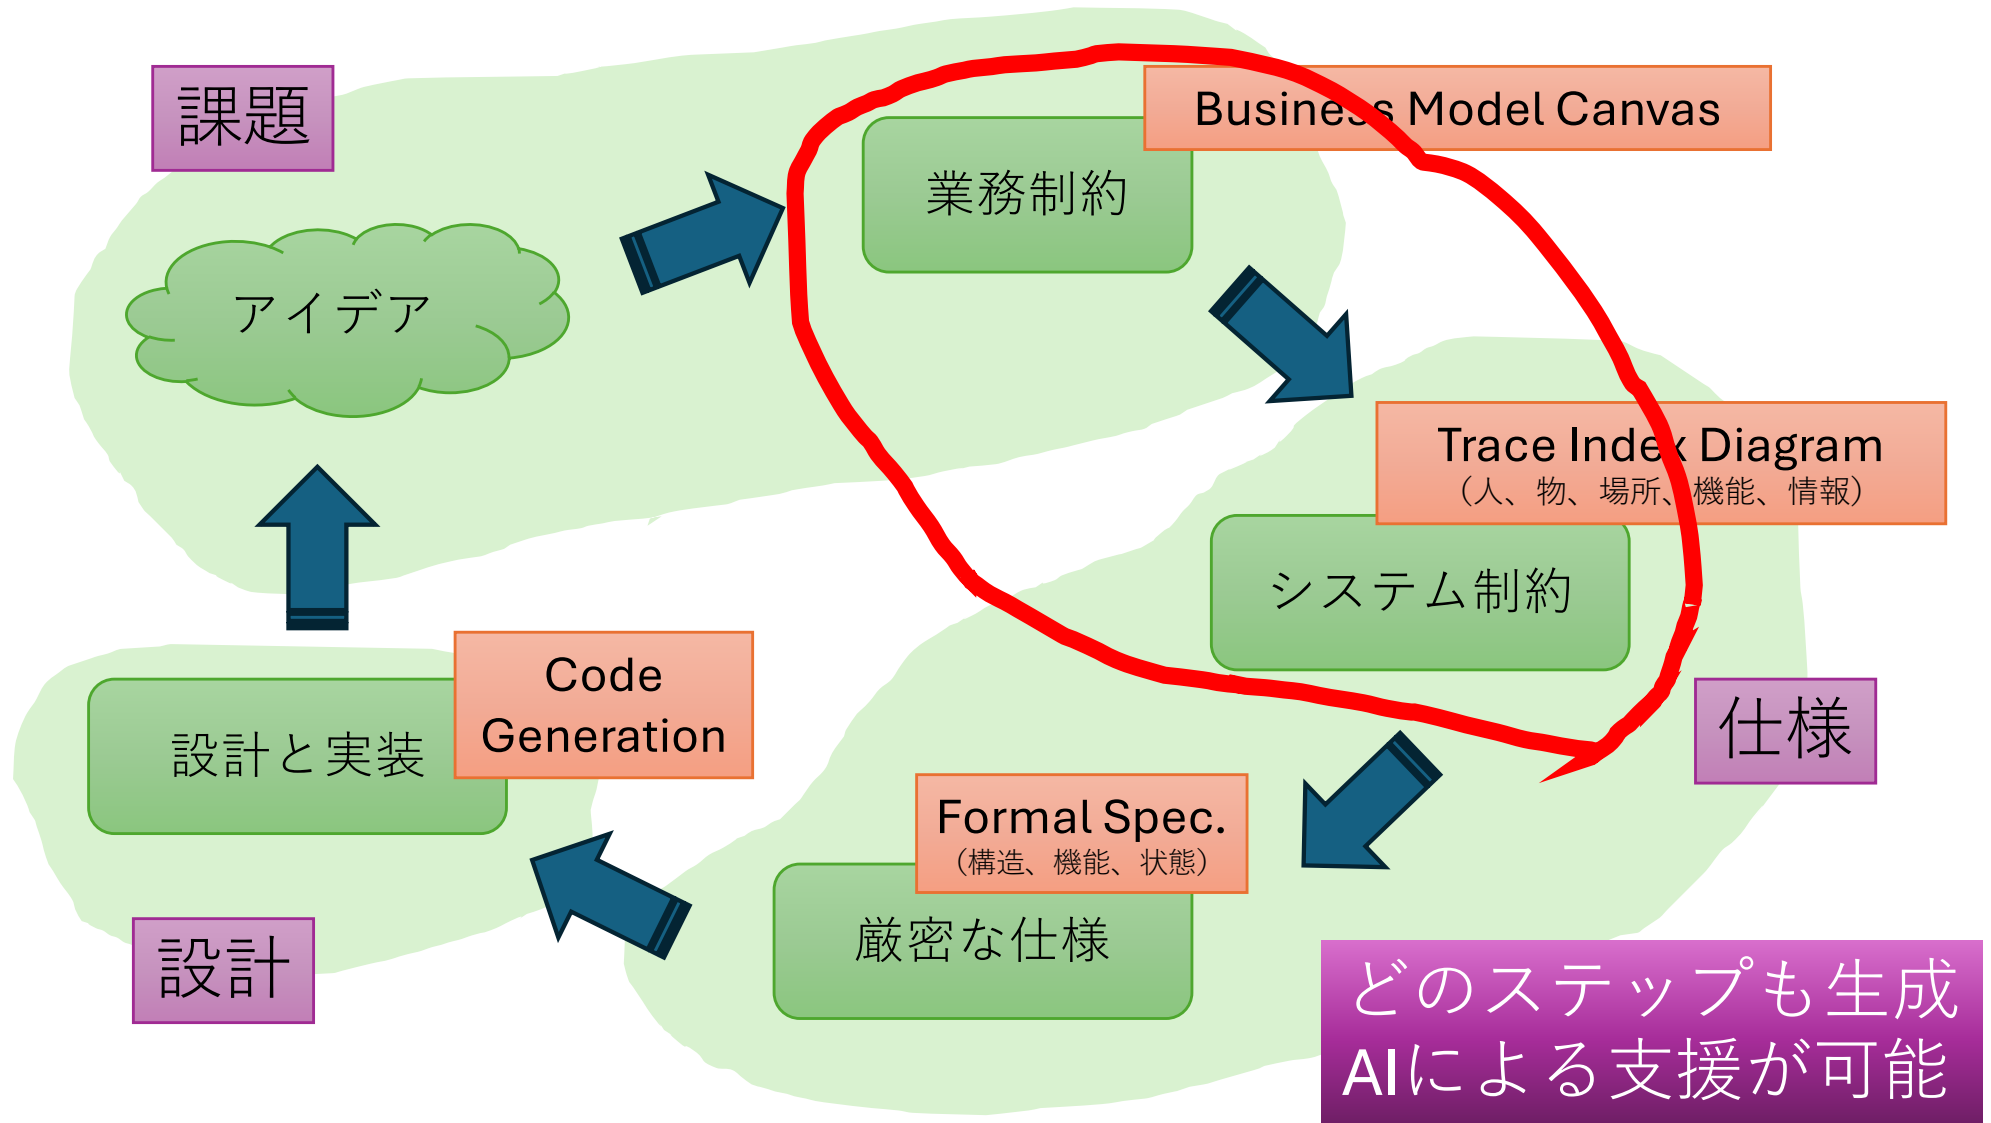 課題
Business Model Canvas
業務制約
アイデア
Trace Index Diagram
（人、物、場所、機能、情報）
システム制約
Code
Generation
設計と実装
仕様
Formal Spec.
（構造、機能、状態）
厳密な仕様
設計
どのステップも生成
AIによる支援が可能